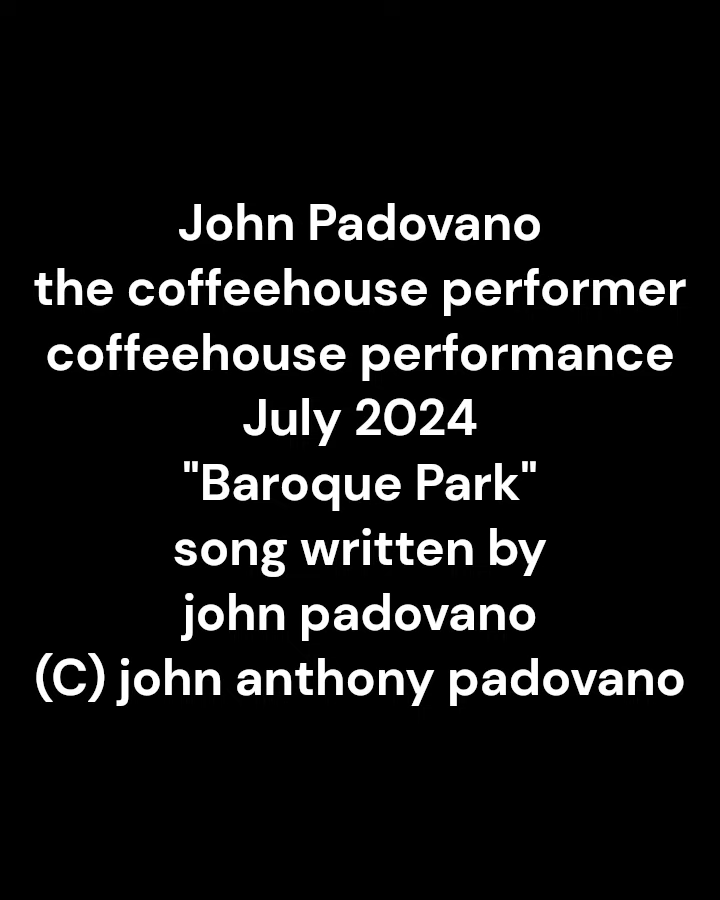 John Padovano
the coffeehouse performer
coffeehouse performance
July 2024
"Baroque Park"
song written by
john padovano
(C) john anthony padovano